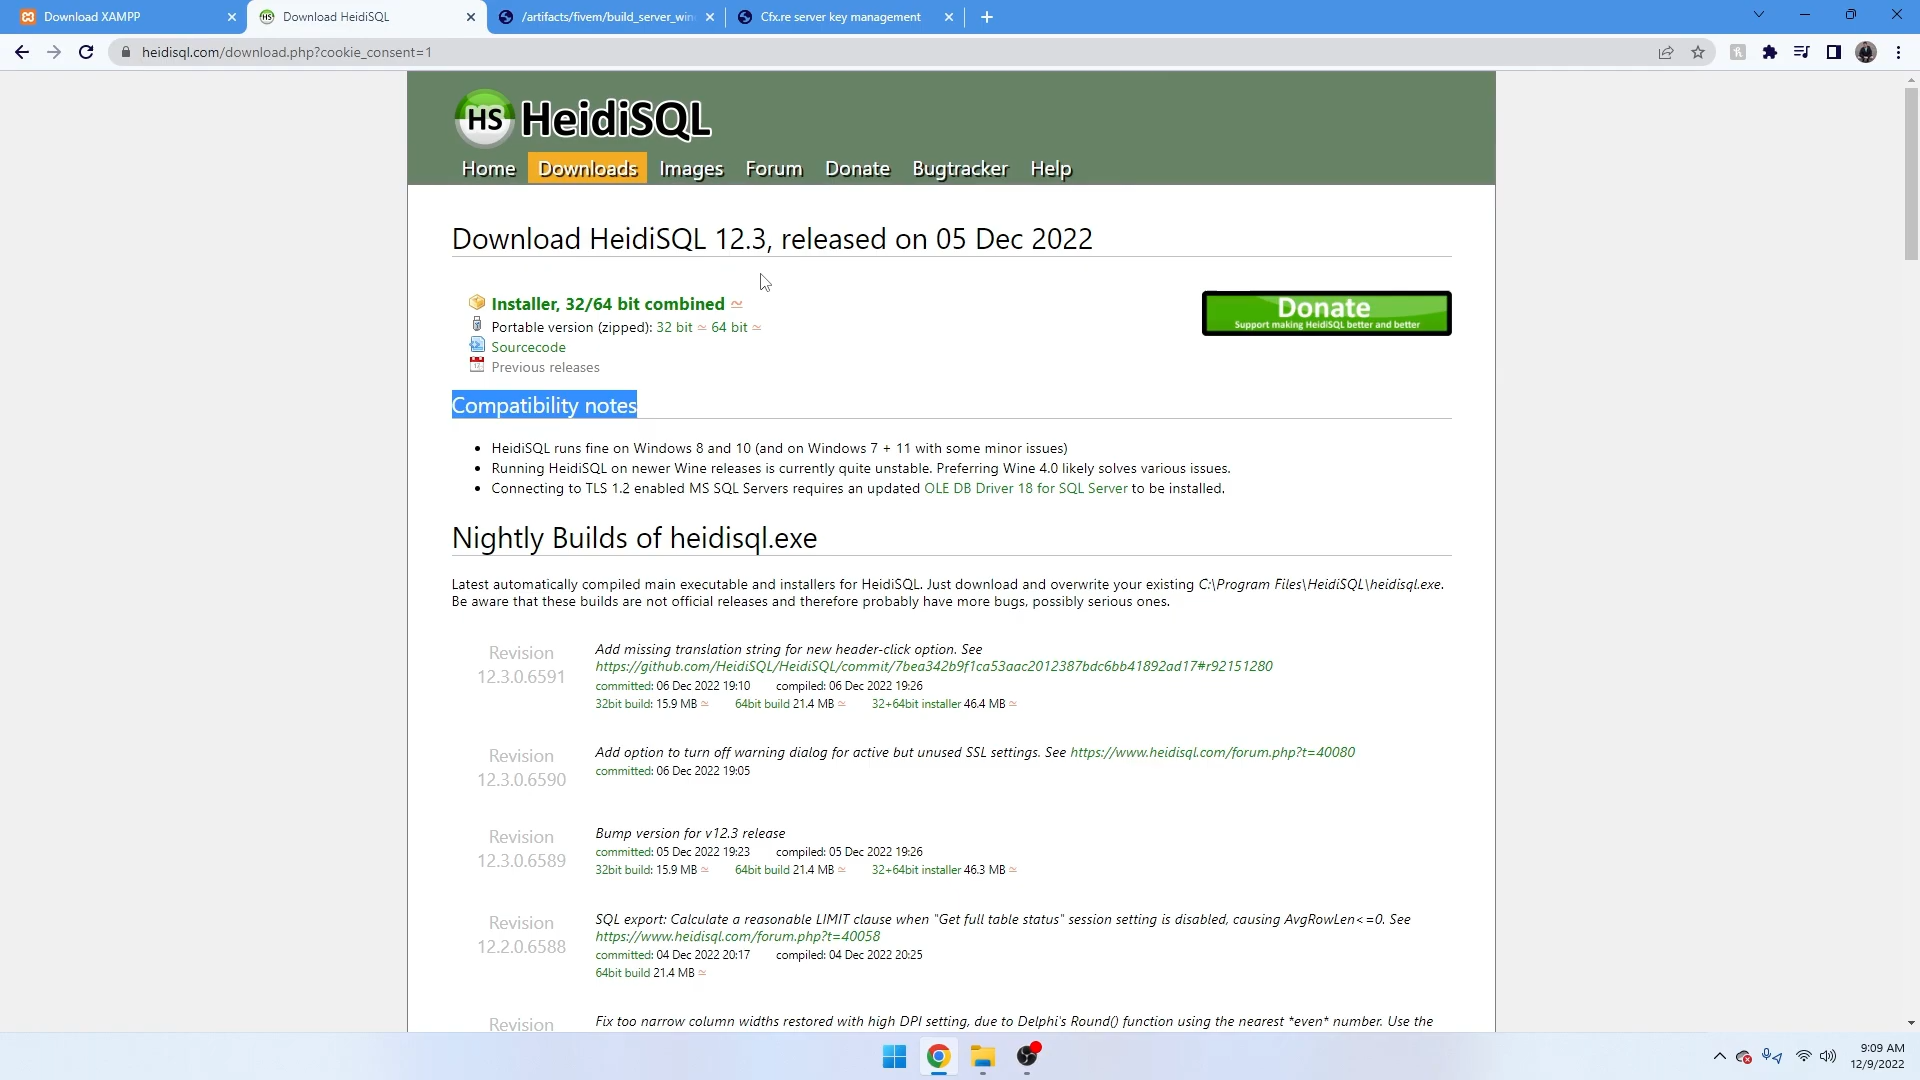 Download XAMPP
Download HeidiSQL
/artifacts/fivem/build_server_win
Cfx.re server key management
heidisql.com/download.php?cookie_consent=1
HS HeidiSQL
Home Downloads Images Forum Donate Bugtracker Help
Download HeidiSQL 12.3, released on 05 Dec 2022
Installer, 32/64 bit combined
Portable version (zipped): 32 bit 64 bit
Sourcecode
Previous releases
Donate
Support making HeidiSQL better and better
Compatibility notes
• HeidiSQL runs fine on Windows 8 and 10 (and on Windows 7 + 11 with some minor issues)
• Running HeidiSQL on newer Wine releases is currently quite unstable. Preferring Wine 4.0 likely solves various issues.
• Connecting to TLS 1.2 enabled MS SQL Servers requires an updated OLE DB Driver 18 for SQL Server to be installed.
Nightly Builds of heidisql.exe
Latest automatically compiled main executable and installers for HeidiSQL. Just download and overwrite your existing C:\Program Files\HeidiSQL\heidisql.exe.
Be aware that these builds are not official releases and therefore probably have more bugs, possibly serious ones.
Revision
12.3.0.6591
Add missing translation string for new header-click option. See
https://github.com/HeidiSQL/HeidiSQL/commit/7bea342b9f1ca53aac2012387bdc6bb41892ad17#r92151280
committed: 06 Dec 2022 19:10 compiled: 06 Dec 2022 19:26
32bit build: 15.9 MB 64bit build 21.4 MB 32+64bit installer 46.4 MB
Revision
12.3.0.6590
Add option to turn off warning dialog for active but unused SSL settings. See https://www.heidisql.com/forum.php?t=40080
committed: 06 Dec 2022 19:05
Revision
12.3.0.6589
Bump version for v12.3 release
committed: 05 Dec 2022 19:23 compiled: 05 Dec 2022 19:26
32bit build: 15.9 MB 64bit build 21.4 MB 32+64bit installer 46.3 MB
Revision
12.2.0.6588
SQL export: Calculate a reasonable LIMIT clause when "Get full table status" session setting is disabled, causing AvgRowLen<=0. See
https://www.heidisql.com/forum.php?t=40058
committed: 04 Dec 2022 20:17 compiled: 04 Dec 2022 20:25
64bit build 21.4 MB
Revision
Fix too narrow column widths restored with high DPI setting, due to Delphi's Round() function using the nearest *even* number. Use the
9:09 AM
12/9/2022